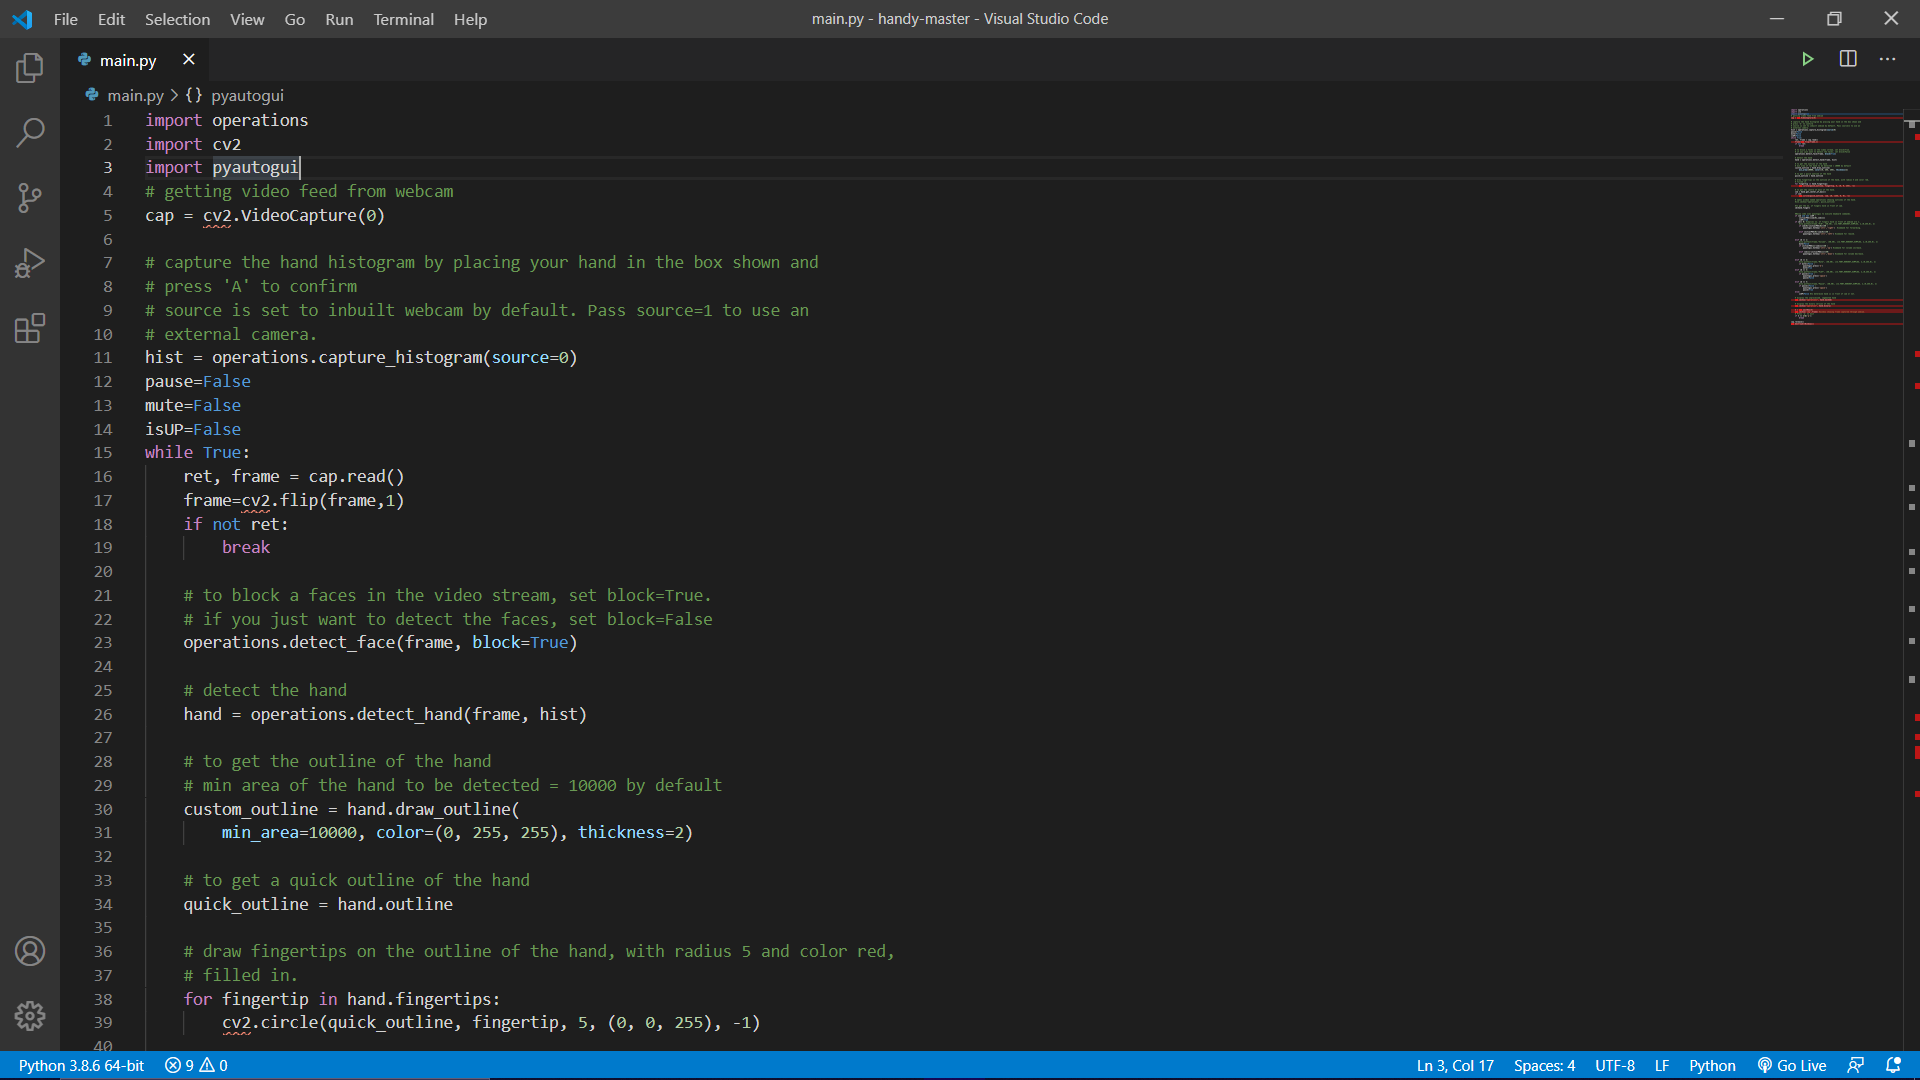 File Edit Selection View Go Run Terminal Help
main.py - handy-master - Visual Studio Code
main.py
main.py > {} pyautogui
1 import operations
2 import cv2
3 import pyautogui
4 # getting video feed from webcam
5 cap = cv2.VideoCapture(0)
6
7 # capture the hand histogram by placing your hand in the box shown and
8 # press 'A' to confirm
9 # source is set to inbuilt webcam by default. Pass source=1 to use an
10 # external camera.
11 hist = operations.capture_histogram(source=0)
12 pause=False
13 mute=False
14 isUP=False
15 while True:
16     ret, frame = cap.read()
17     frame=cv2.flip(frame,1)
18     if not ret:
19         break
20
21     # to block a faces in the video stream, set block=True.
22     # if you just want to detect the faces, set block=False
23     operations.detect_face(frame, block=True)
24
25     # detect the hand
26     hand = operations.detect_hand(frame, hist)
27
28     # to get the outline of the hand
29     # min area of the hand to be detected = 10000 by default
30     custom_outline = hand.draw_outline(
31         min_area=10000, color=(0, 255, 255), thickness=2)
32
33     # to get a quick outline of the hand
34     quick_outline = hand.outline
35
36     # draw fingertips on the outline of the hand, with radius 5 and color red,
37     # filled in.
38     for fingertip in hand.fingertips:
39         cv2.circle(quick_outline, fingertip, 5, (0, 0, 255), -1)
40
Python 3.8.6 64-bit 9 0 Ln 3, Col 17 Spaces: 4 UTF-8 LF Python Go Live